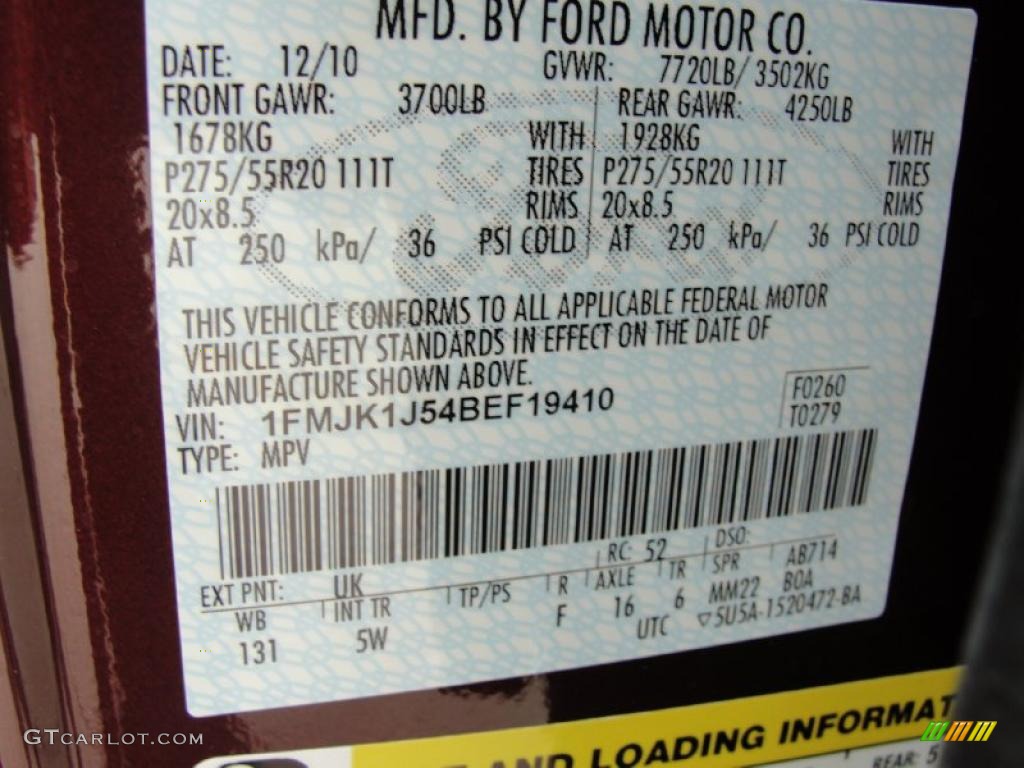 MFD. BY FORD MOTOR CO.
DATE: 12/10 GVWR: 7720LB/ 3502KG
FRONT GAWR: 3700LB REAR GAWR: 4250LB
1678KG WITH 1928KG WITH
P275/55R20 111T TIRES P275/55R20 111T TIRES
20x8.5 RIMS 20x8.5 RIMS
AT 250 kPa/ 36 PSI COLD AT 250 kPa/ 36 PSI COLD
THIS VEHICLE CONFORMS TO ALL APPLICABLE FEDERAL MOTOR
VEHICLE SAFETY STANDARDS IN EFFECT ON THE DATE OF
MANUFACTURE SHOWN ABOVE.
VIN: 1FMJK1J54BEF19410 F0260
TYPE: MPV T0279
EXT PNT: UK RC: 52 DSO:
WB INT TR TP/PS R AXLE TR SPR AB714
131 5W F 16 6 MM22 BOA
UTC ▽5U5A-1520472-BA
AND LOADING INFORMAT
REAR: 5
GTcarlot.com